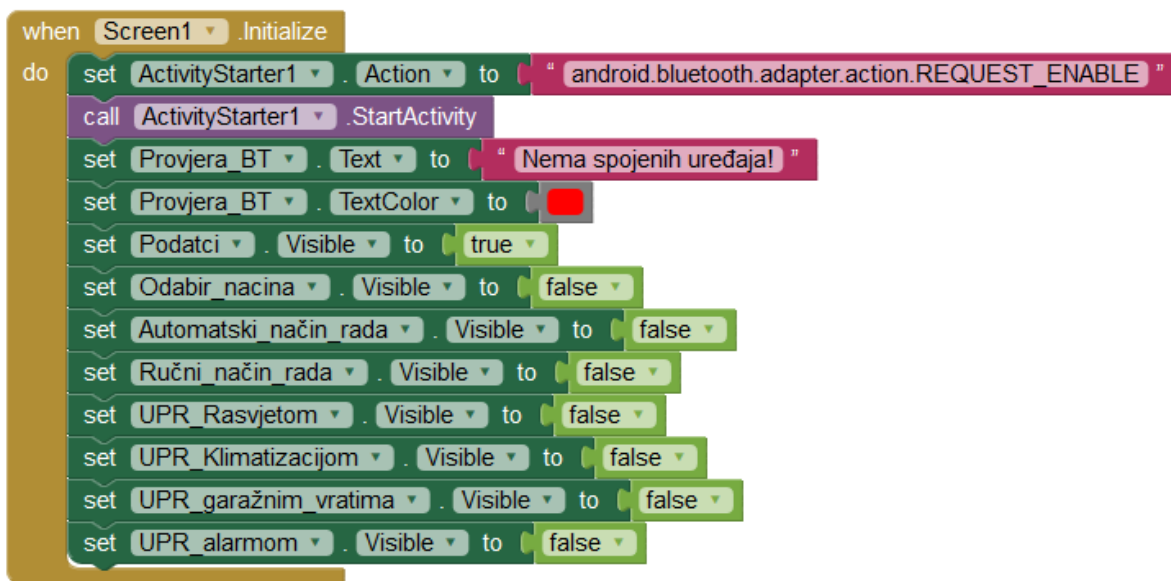 when Screen1 .Initialize
do set ActivityStarter1 . Action to " android.bluetooth.adapter.action.REQUEST_ENABLE "
call ActivityStarter1 .StartActivity
set Provjera_BT . Text to " Nema spojenih uređaja! "
set Provjera_BT . TextColor to
set Podatci . Visible to true
set Odabir_nacina . Visible to false
set Automatski_način_rada . Visible to false
set Ručni_način_rada . Visible to false
set UPR_Rasvjetom . Visible to false
set UPR_Klimatizacijom . Visible to false
set UPR_garažnim_vratima . Visible to false
set UPR_alarmom . Visible to false